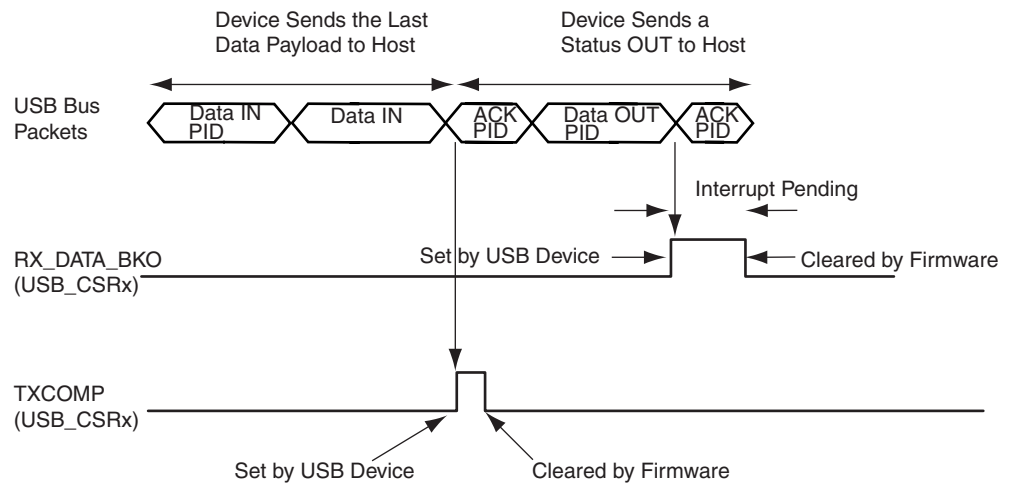 Device Sends the Last
Data Payload to Host
Device Sends a
Status OUT to Host
USB Bus
Packets
Data IN
PID
Data IN
ACK
PID
Data OUT
PID
ACK
PID
Interrupt Pending
RX_DATA_BKO
(USB_CSRx)
Set by USB Device
Cleared by Firmware
TXCOMP
(USB_CSRx)
Set by USB Device
Cleared by Firmware